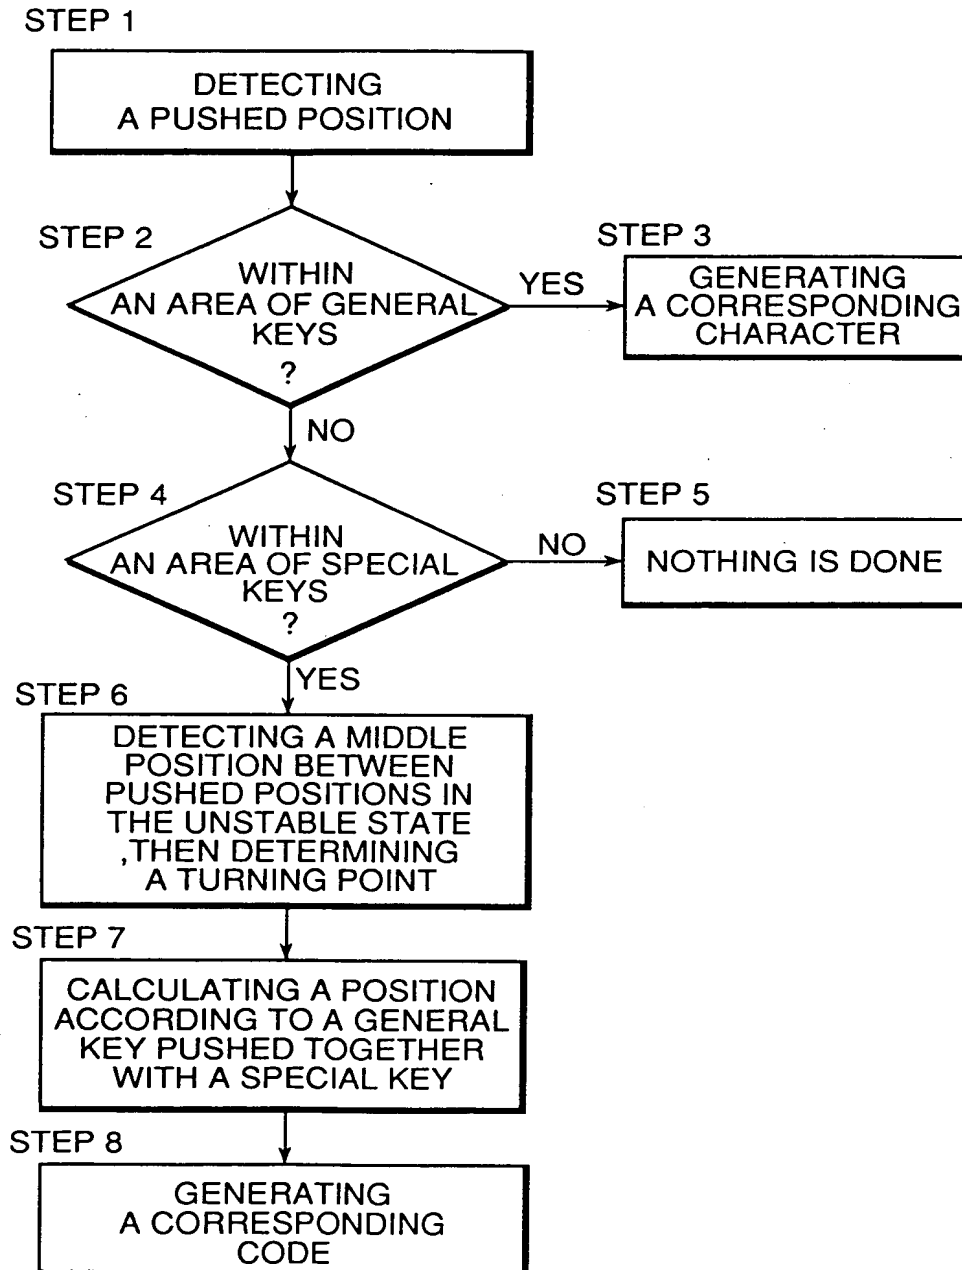 STEP 1
DETECTING
A PUSHED POSITION
STEP 2
WITHIN
AN AREA OF GENERAL
KEYS
?
YES
STEP 3
GENERATING
A CORRESPONDING
CHARACTER
NO
STEP 4
WITHIN
AN AREA OF SPECIAL
KEYS
?
NO
STEP 5
NOTHING IS DONE
YES
STEP 6
DETECTING A MIDDLE
POSITION BETWEEN
PUSHED POSITIONS IN
THE UNSTABLE STATE
,THEN DETERMINING
A TURNING POINT
STEP 7
CALCULATING A POSITION
ACCORDING TO A GENERAL
KEY PUSHED TOGETHER
WITH A SPECIAL KEY
STEP 8
GENERATING
A CORRESPONDING
CODE